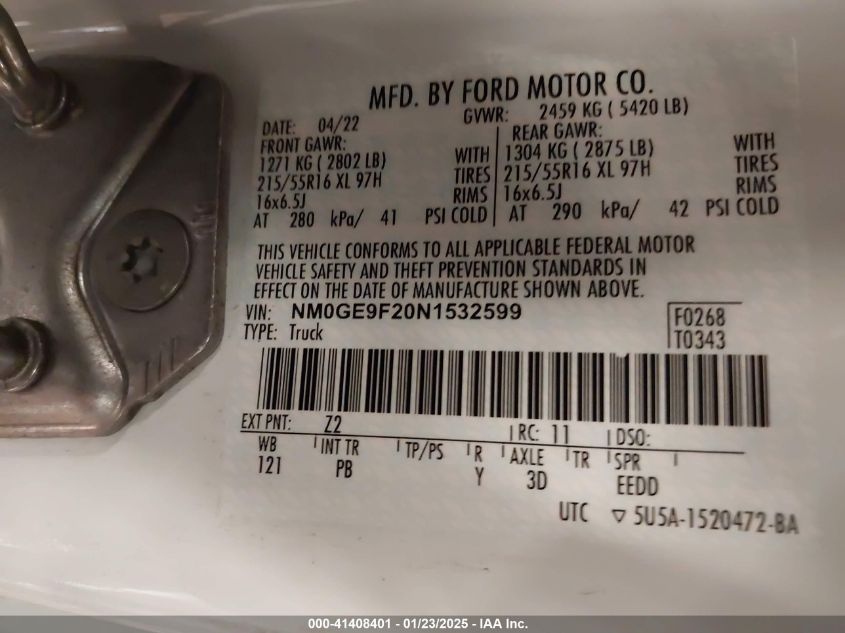 MFD. BY FORD MOTOR CO.
DATE: 04/22 GVWR: 2459 KG ( 5420 LB)
FRONT GAWR: REAR GAWR:
1271 KG ( 2802 LB) WITH 1304 KG ( 2875 LB) WITH
215/55R16 XL 97H TIRES 215/55R16 XL 97H TIRES
16x6.5J RIMS 16x6.5J RIMS
AT 280 kPa/ 41 PSI COLD AT 290 kPa/ 42 PSI COLD
THIS VEHICLE CONFORMS TO ALL APPLICABLE FEDERAL MOTOR
VEHICLE SAFETY AND THEFT PREVENTION STANDARDS IN
EFFECT ON THE DATE OF MANUFACTURE SHOWN ABOVE.
VIN: NM0GE9F20N1532599 F0268
TYPE: Truck T0343
EXT PNT: Z2 RC: 11 DSO:
WB INT TR TP/PS R AXLE TR SPR
121 PB Y 3D EEDD
UTC ▽ 5U5A-1520472-BA
000-41408401 - 01/23/2025 - IAA Inc.